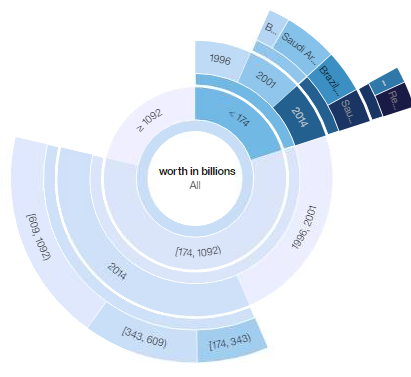 worth in billions
All
< 174
[174, 1092)
≥ 1092
1996
2001
2014
B...
Saudi Ar...
Brazil,...
Sau...
Re...
1996, 2001
2014
[174, 343)
[343, 609)
[609, 1092)